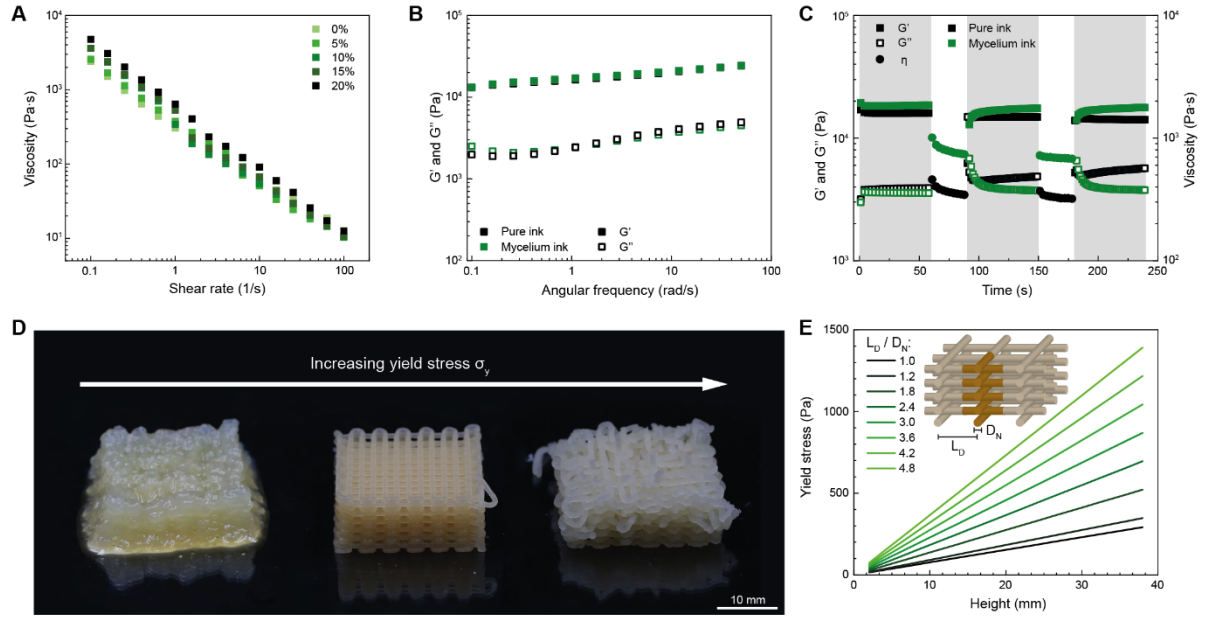 A
Viscosity (Pa·s)
10⁴
10³
10²
10¹
0.1
1.0
10
100
Shear rate (1/s)
0%
5%
10%
15%
20%
B
G' and G'' (Pa)
10⁵
10⁴
10³
10²
0.1
1
10
100
Angular frequency (rad/s)
Pure ink
G'
Mycelium ink
G''
C
G' and G'' (Pa)
10⁵
10⁴
10³
G'
Pure ink
G''
Mycelium ink
η
10⁴
10³
10²
Viscosity (Pa·s)
0
50
100
150
200
250
Time (s)
D
Increasing yield stress σy
10 mm
E
Yield stress (Pa)
1500
1000
500
0
0
10
20
30
40
Height (mm)
LD / DN:
1.0
1.2
1.8
2.4
3.0
3.6
4.2
4.8
DN
LD